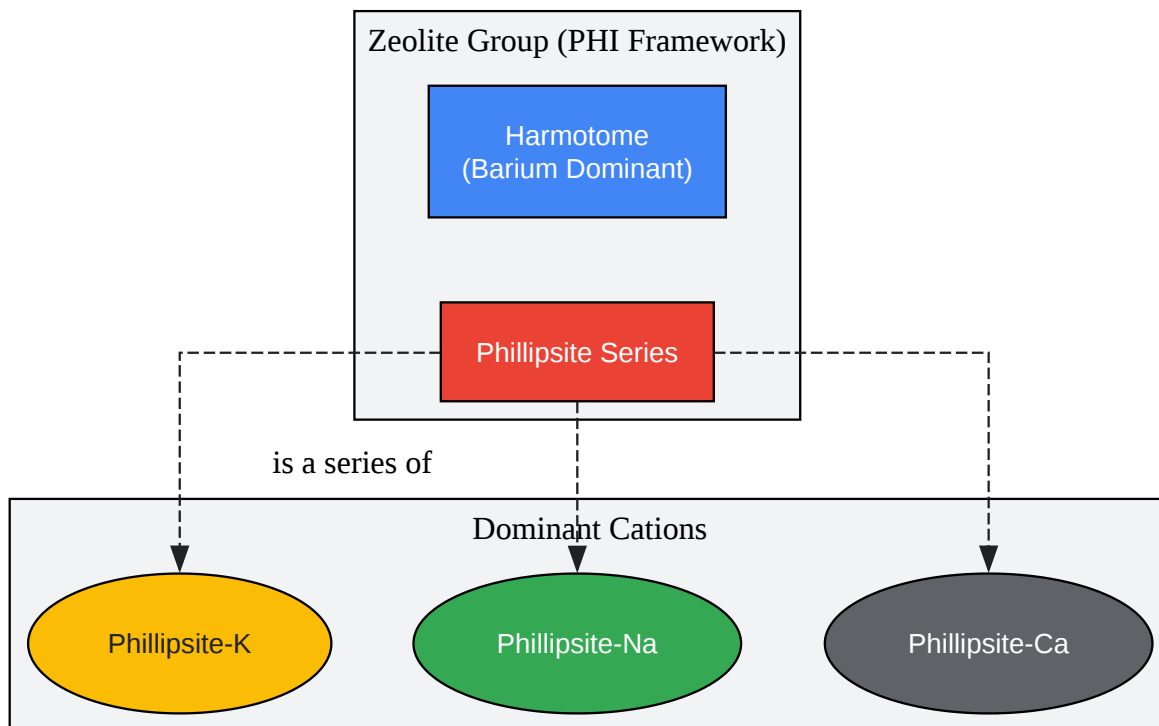 Zeolite Group (PHI Framework)
Harmotome
(Barium Dominant)
Phillipsite Series
is a series of
Dominant Cations
Phillipsite-K
Phillipsite-Na
Phillipsite-Ca